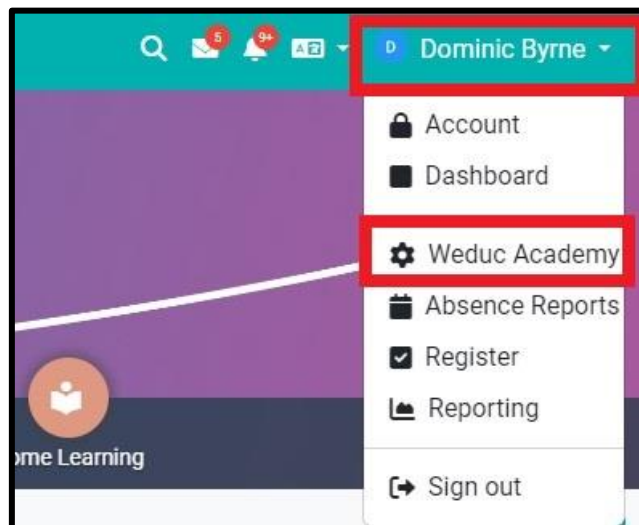 5 9+ A D Dominic Byrne
Account
Dashboard
Weduc Academy
Absence Reports
Register
Reporting
ome Learning
Sign out